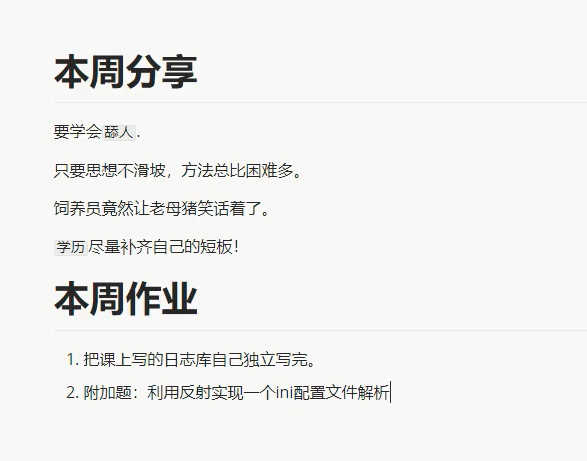 本周分享
要学会舔人.
只要思想不滑坡，方法总比困难多。
饲养员竟然让老母猪笑话着了。
学历尽量补齐自己的短板！
本周作业
1. 把课上写的日志库自己独立写完。
2. 附加题：利用反射实现一个ini配置文件解析